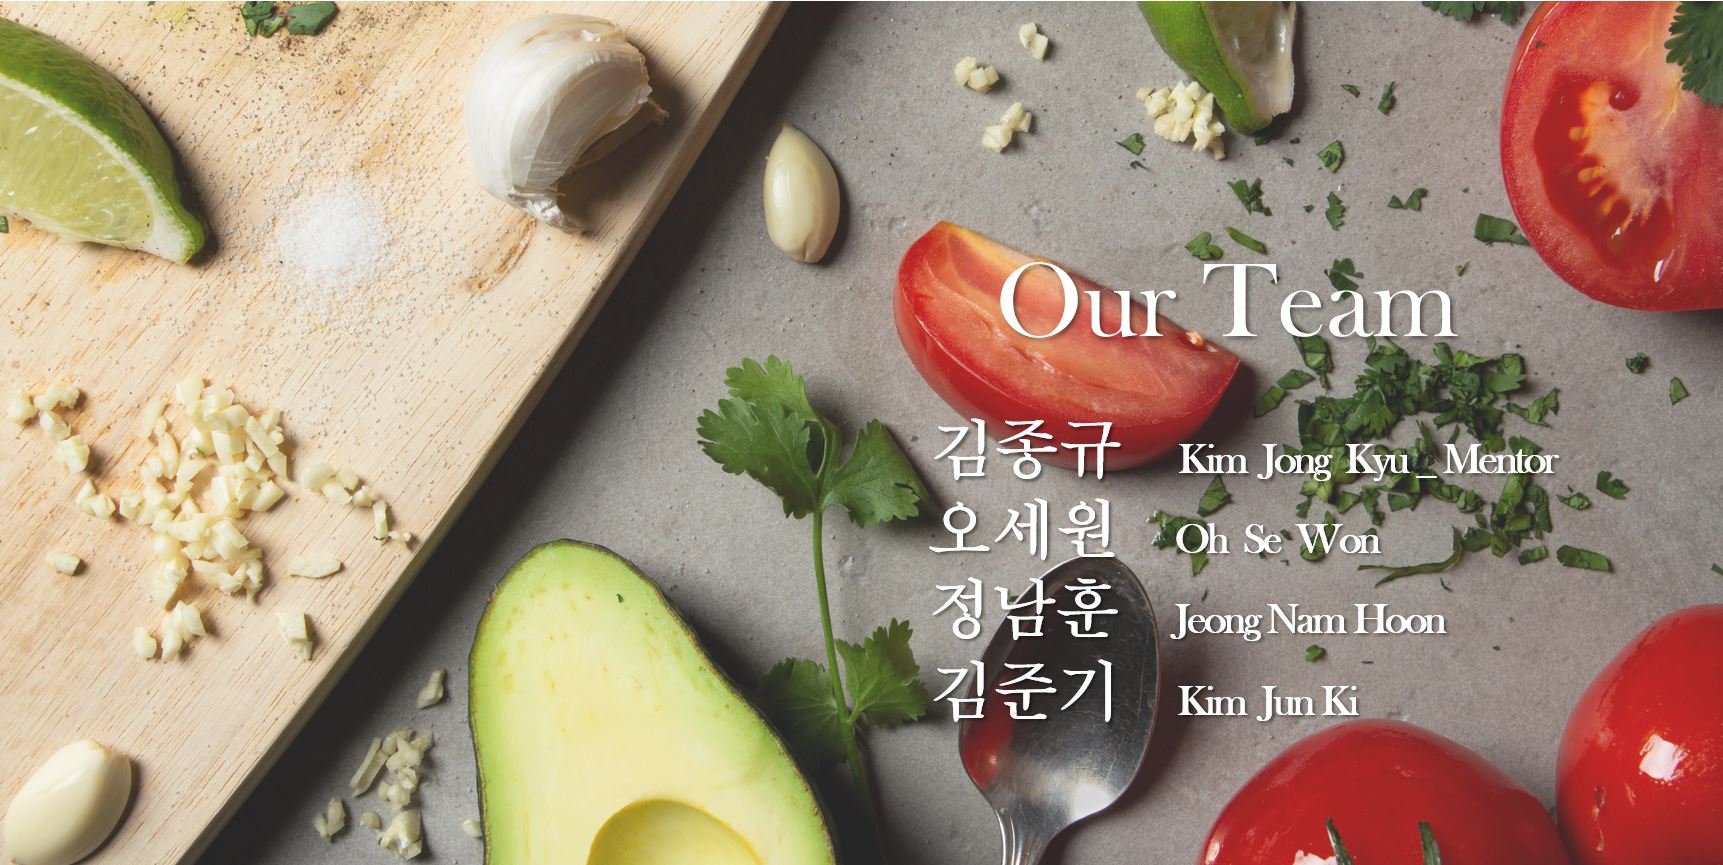 Our Team
김종규 Kim Jong Kyu _ Mentor
오세원 Oh Se Won
정남훈 Jeong Nam Hoon
김준기 Kim Jun Ki